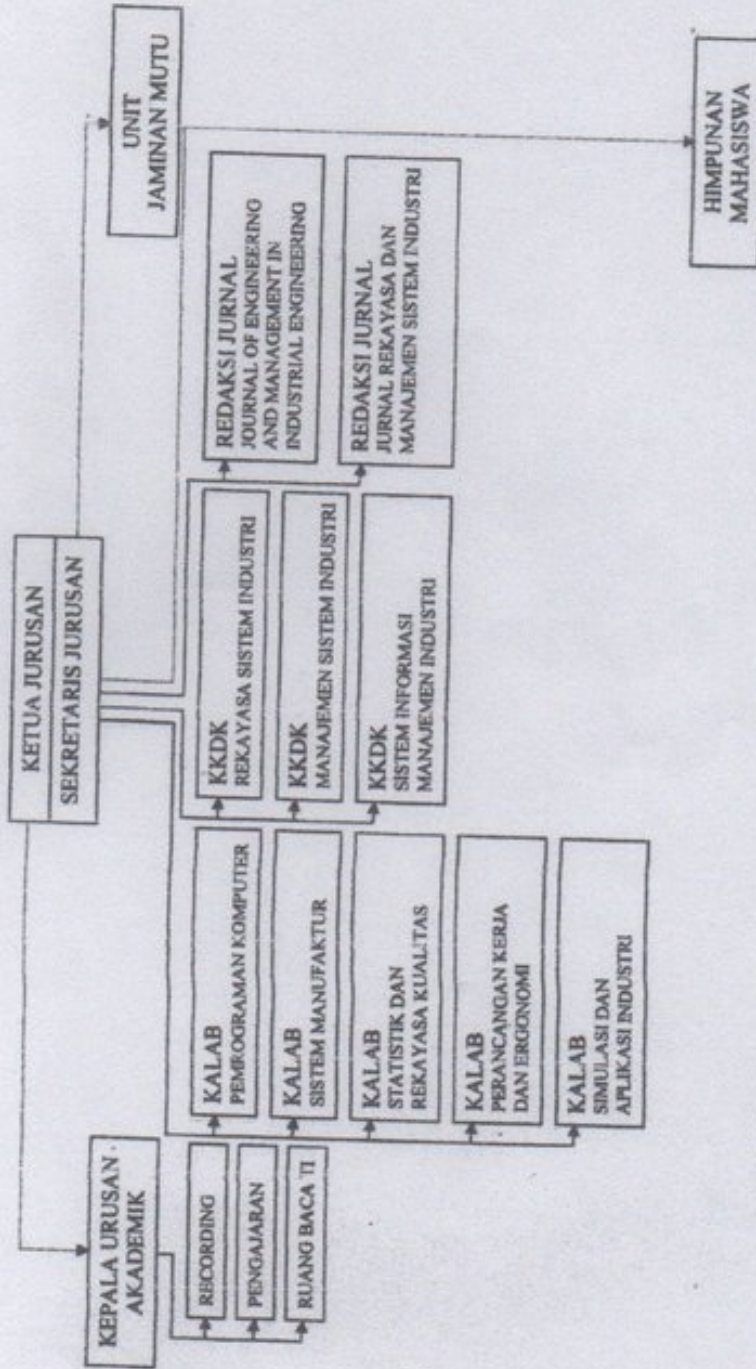 KETUA JURUSAN
SEKRETARIS JURUSAN
KEPALA URUSAN
AKADEMIK
UNIT
JAMINAN MUTU
RECORDING
PENGAJARAN
RUANG BACA TI
KALAB
PEMROGRAMAN KOMPUTER
KALAB
SISTEM MANUFAKTUR
KALAB
STATISTIK DAN
REKAYASA KUALITAS
KALAB
PERANCANGAN KERJA
DAN ERGONOMI
KALAB
SIMULASI DAN
APLIKASI INDUSTRI
KKDK
REKAYASA SISTEM INDUSTRI
KKDK
MANAJEMEN SISTEM INDUSTRI
KKDK
SISTEM INFORMASI
MANAJEMEN INDUSTRI
REDAKSI JURNAL
JOURNAL OF ENGINEERING
AND MANAGEMENT IN
INDUSTRIAL ENGINEERING
REDAKSI JURNAL
JURNAL REKAYASA DAN
MANAJEMEN SISTEM INDUSTRI
HIMPUNAN
MAHASISWA